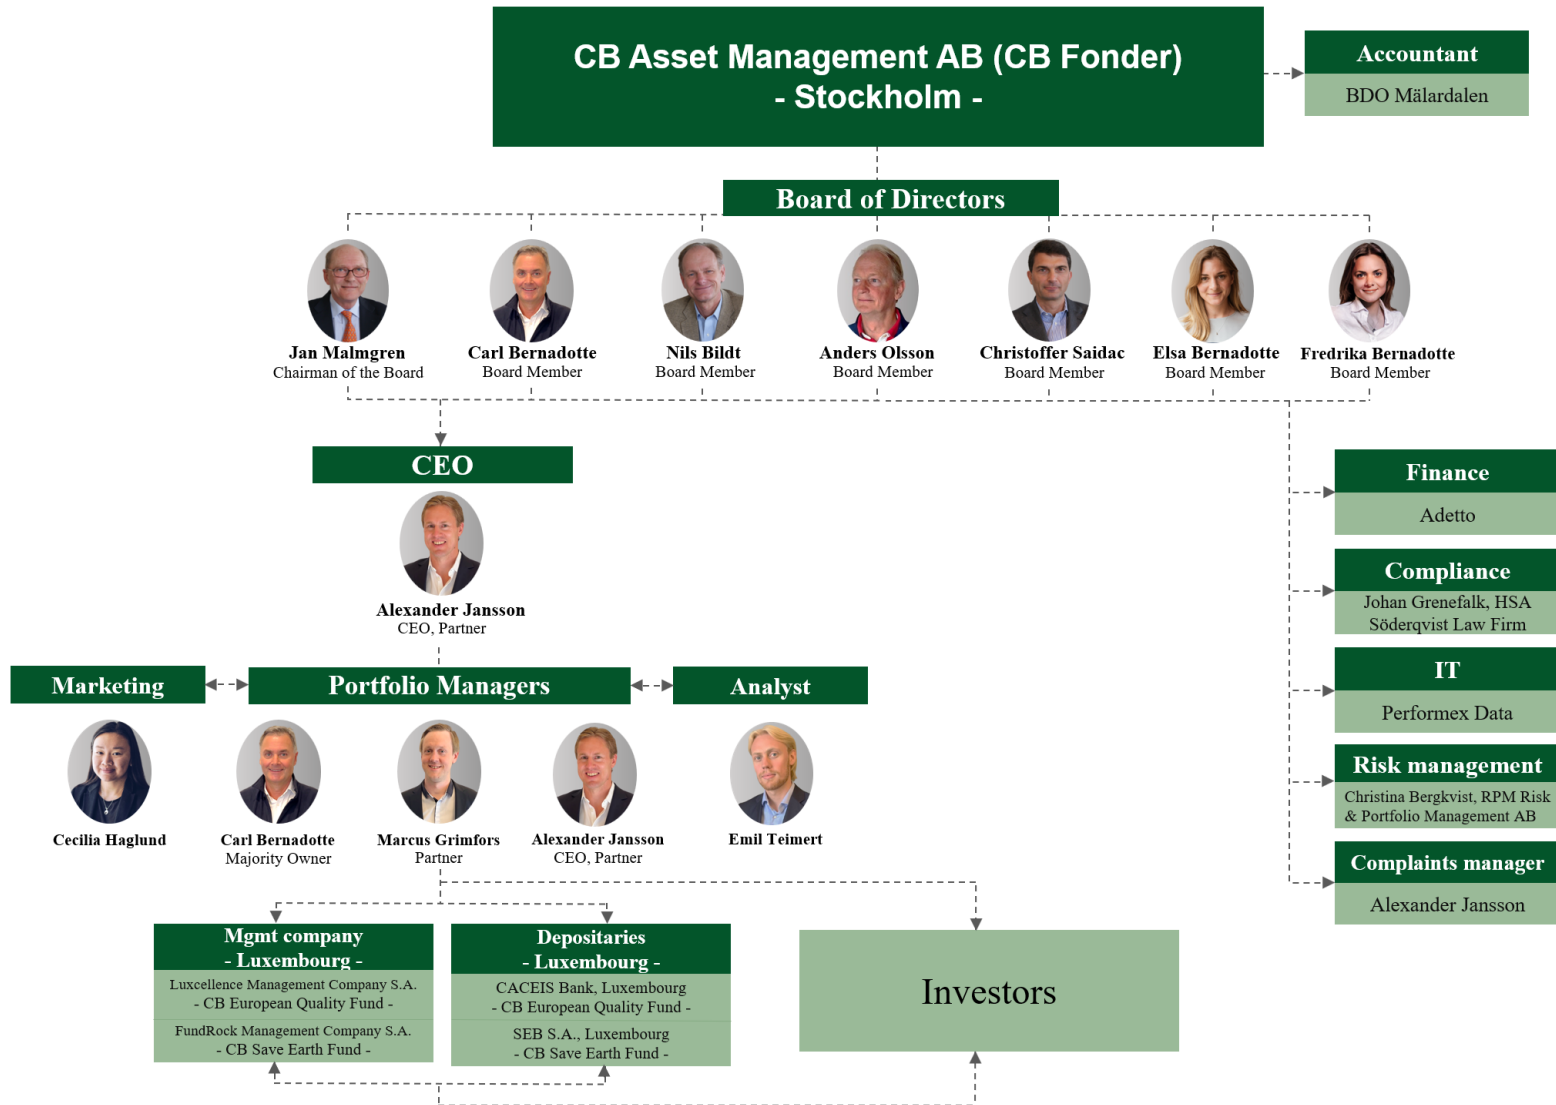 CB Asset Management AB (CB Fonder)
- Stockholm -
Accountant
BDO Mälardalen
Board of Directors
Jan Malmgren
Chairman of the Board
Carl Bernadotte
Board Member
Nils Bildt
Board Member
Anders Olsson
Board Member
Christoffer Saidac
Board Member
Elsa Bernadotte
Board Member
Fredrika Bernadotte
Board Member
CEO
Alexander Jansson
CEO, Partner
Finance
Adetto
Compliance
Johan Grenefalk, HSA
Söderqvist Law Firm
IT
Performex Data
Risk management
Christina Bergkvist, RPM Risk
& Portfolio Management AB
Complaints manager
Alexander Jansson
Marketing
Portfolio Managers
Analyst
Cecilia Haglund
Carl Bernadotte
Majority Owner
Marcus Grimfors
Partner
Alexander Jansson
CEO, Partner
Emil Teimert
Mgmt company
- Luxembourg -
Luxcellence Management Company S.A.
- CB European Quality Fund -
FundRock Management Company S.A.
- CB Save Earth Fund -
Depositaries
- Luxembourg -
CACEIS Bank, Luxembourg
- CB European Quality Fund -
SEB S.A., Luxembourg
- CB Save Earth Fund -
Investors